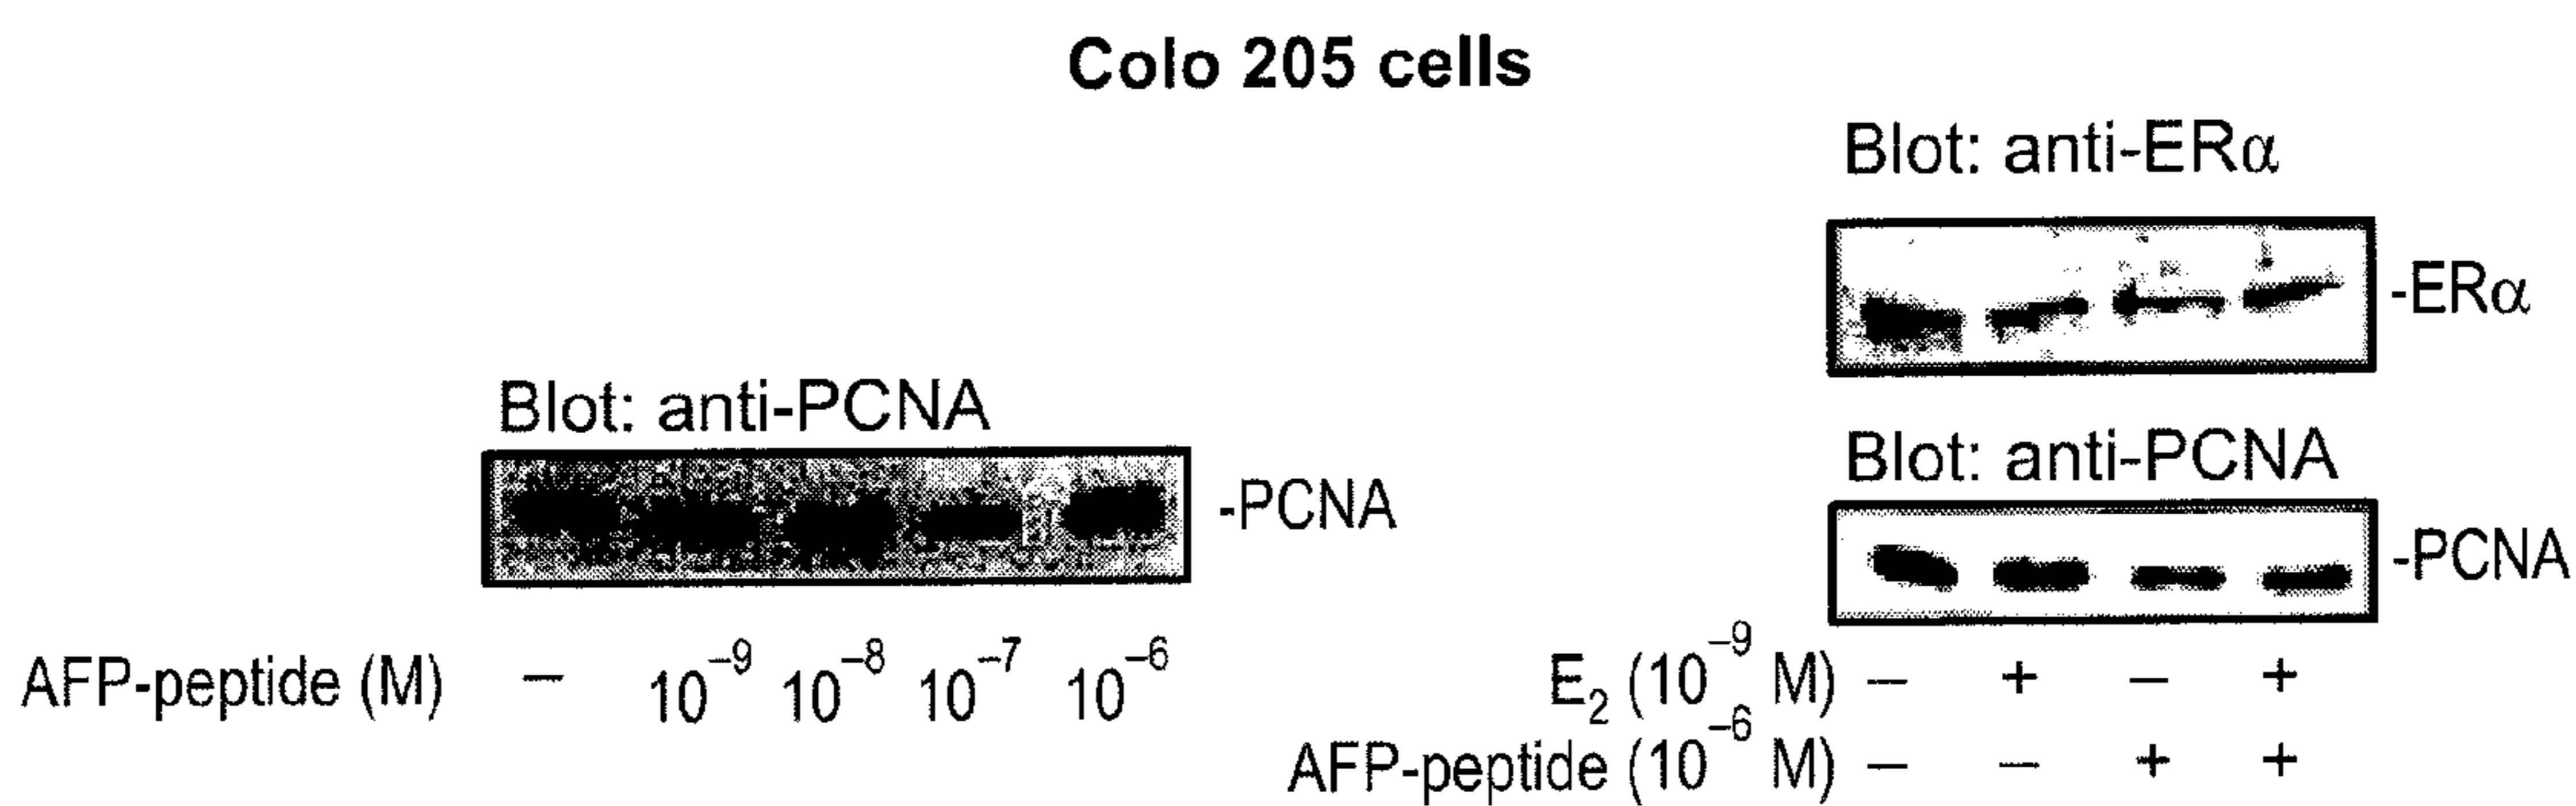 Colo 205 cells
Blot: anti-PCNA
-PCNA
AFP-peptide (M) – 10⁻⁹ 10⁻⁸ 10⁻⁷ 10⁻⁶
Blot: anti-ERα
-ERα
Blot: anti-PCNA
-PCNA
E₂ (10⁻⁹ M) – + – +
AFP-peptide (10⁻⁶ M) – – + +